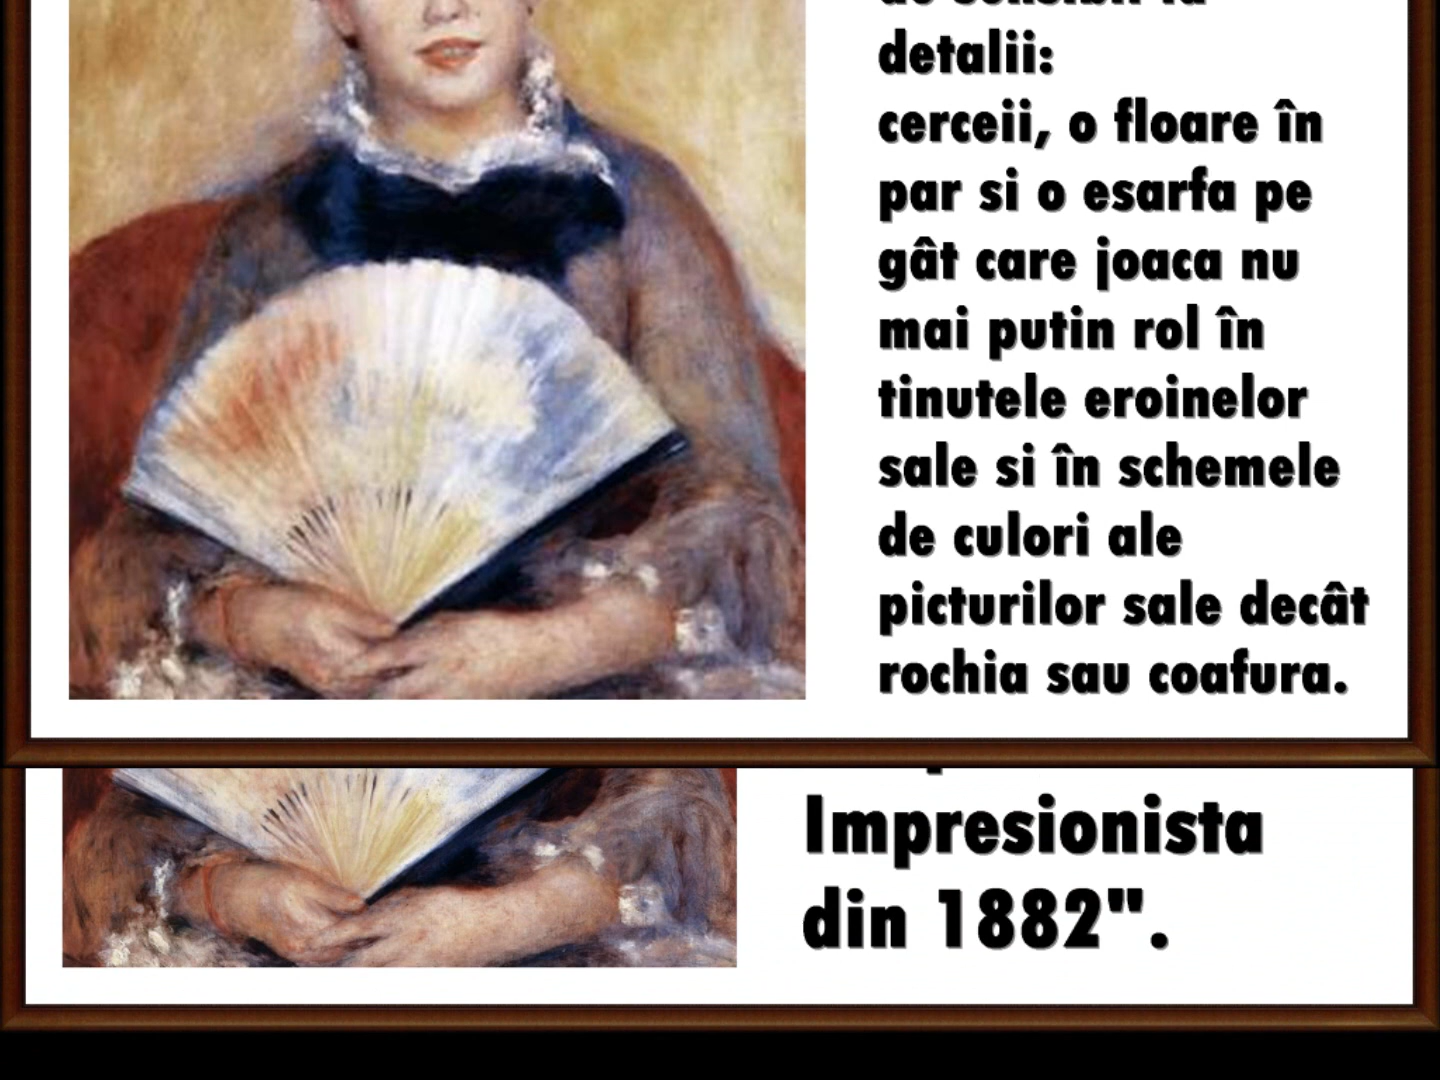 detalii:
cerceii, o floare în
par si o esarfa pe
gât care joaca nu
mai putin rol în
tinutele eroinelor
sale si în schemele
de culori ale
picturilor sale decât
rochia sau coafura.
Impresionista
din 1882".